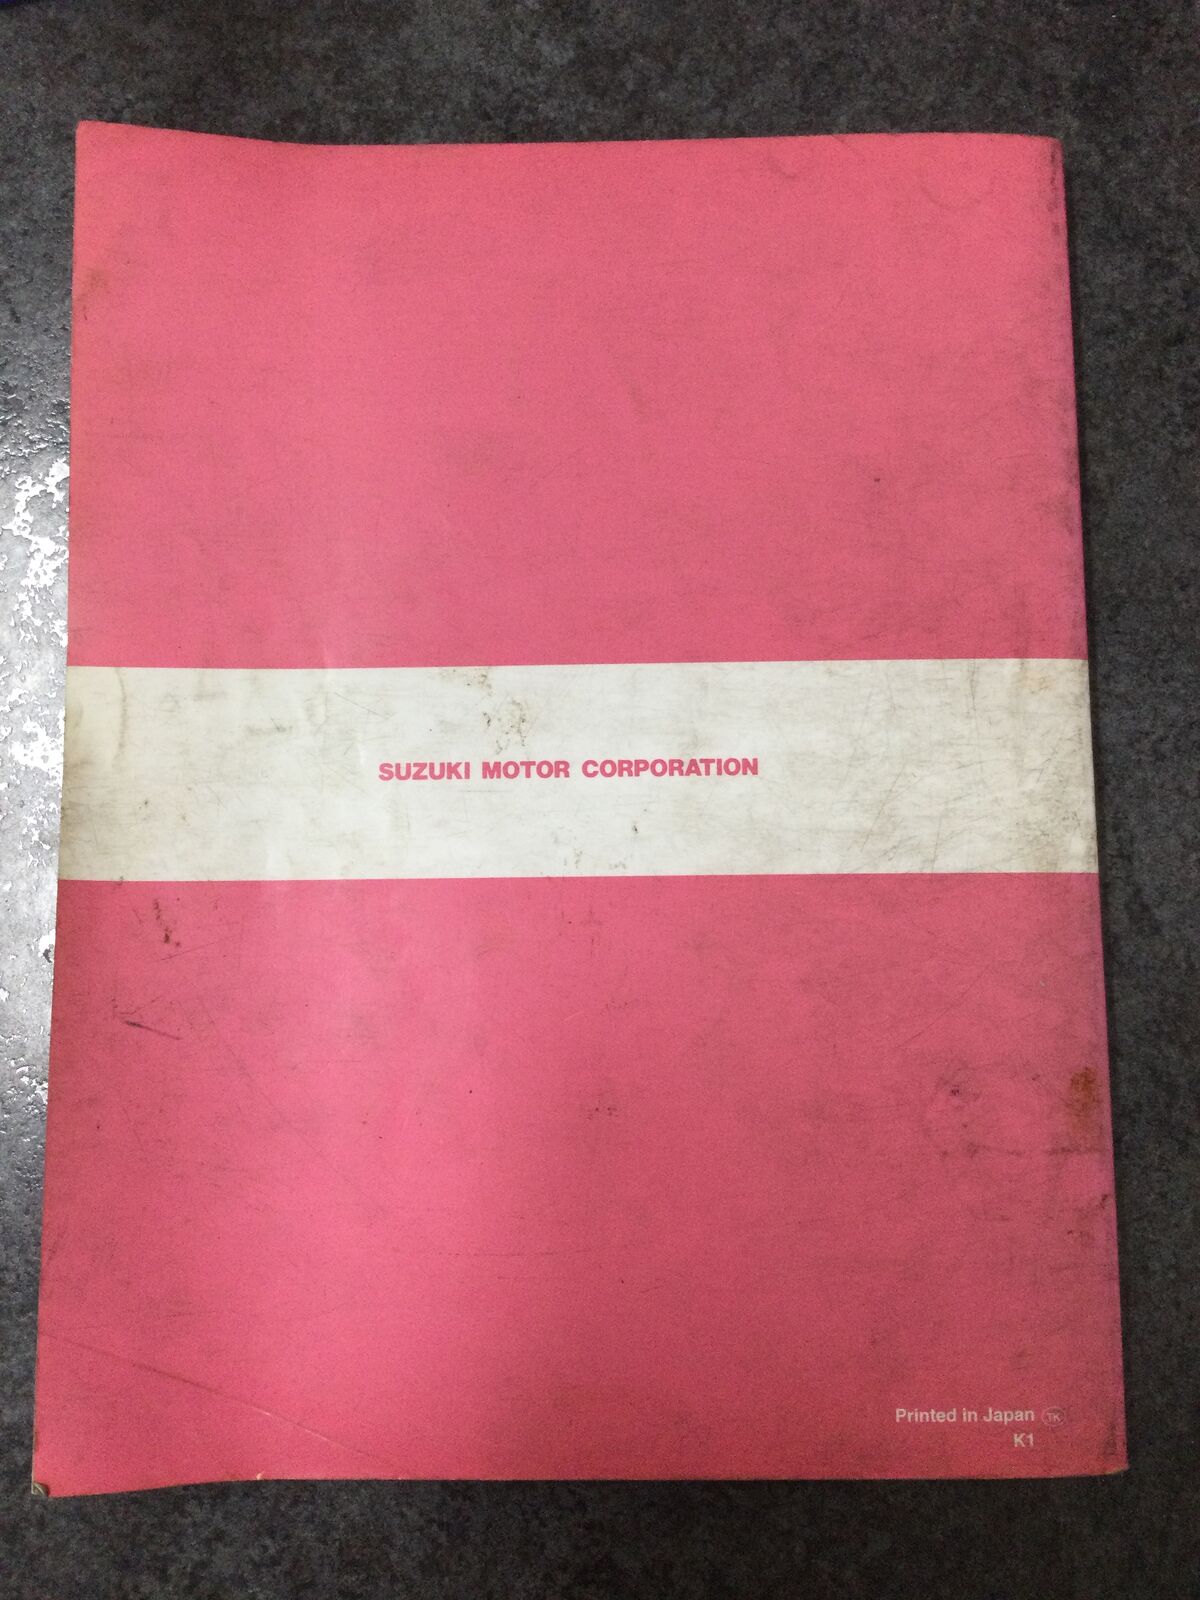 SUZUKI MOTOR CORPORATION
Printed in Japan TK
K1